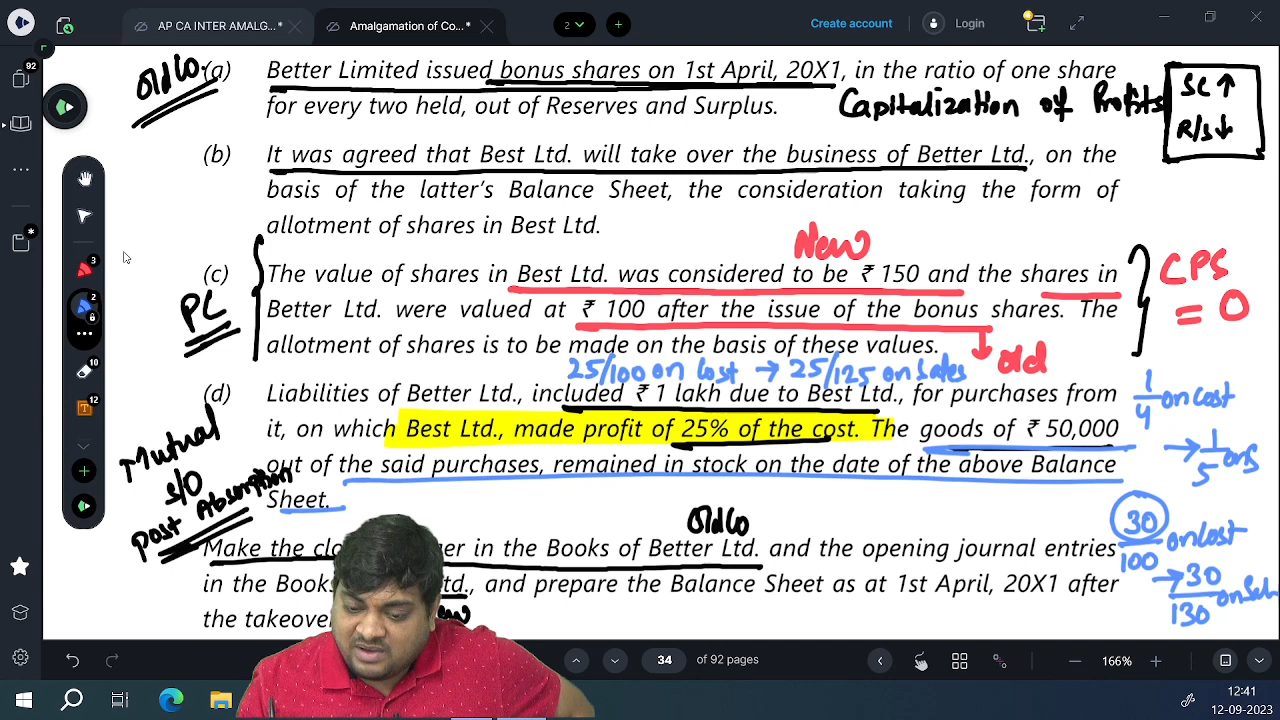 AP CA INTER AMALG... *
Amalgamation of Co... *
2
Create account
Login
92
OldCo.
(a) Better Limited issued bonus shares on 1st April, 20X1, in the ratio of one share
for every two held, out of Reserves and Surplus.
Capitalization of Profits
SC ↑
R/S ↓
(b) It was agreed that Best Ltd. will take over the business of Better Ltd., on the
basis of the latter's Balance Sheet, the consideration taking the form of
allotment of shares in Best Ltd.
New
(c) The value of shares in Best Ltd. was considered to be ₹ 150 and the shares in
Better Ltd. were valued at ₹ 100 after the issue of the bonus shares. The
allotment of shares is to be made on the basis of these values.
PC
CPS
= 0
old
25/100 on Cost → 25/125 on Sales
(d) Liabilities of Better Ltd., included ₹ 1 lakh due to Best Ltd., for purchases from
it, on which Best Ltd., made profit of 25% of the cost. The goods of ₹ 50,000
out of the said purchases, remained in stock on the date of the above Balance
Sheet.
1/4 on cost
→ 1/5 on S
Mutual
S/O
Post Absorption
30/100 on Cost
→ 30/130 on Sal
OldCo
Make the in the Books of Better Ltd. and the opening journal entries
in the Books and prepare the Balance Sheet as at 1st April, 20X1 after
the takeover
3
2
10
34 of 92 pages
166%
12:41
12-09-2023